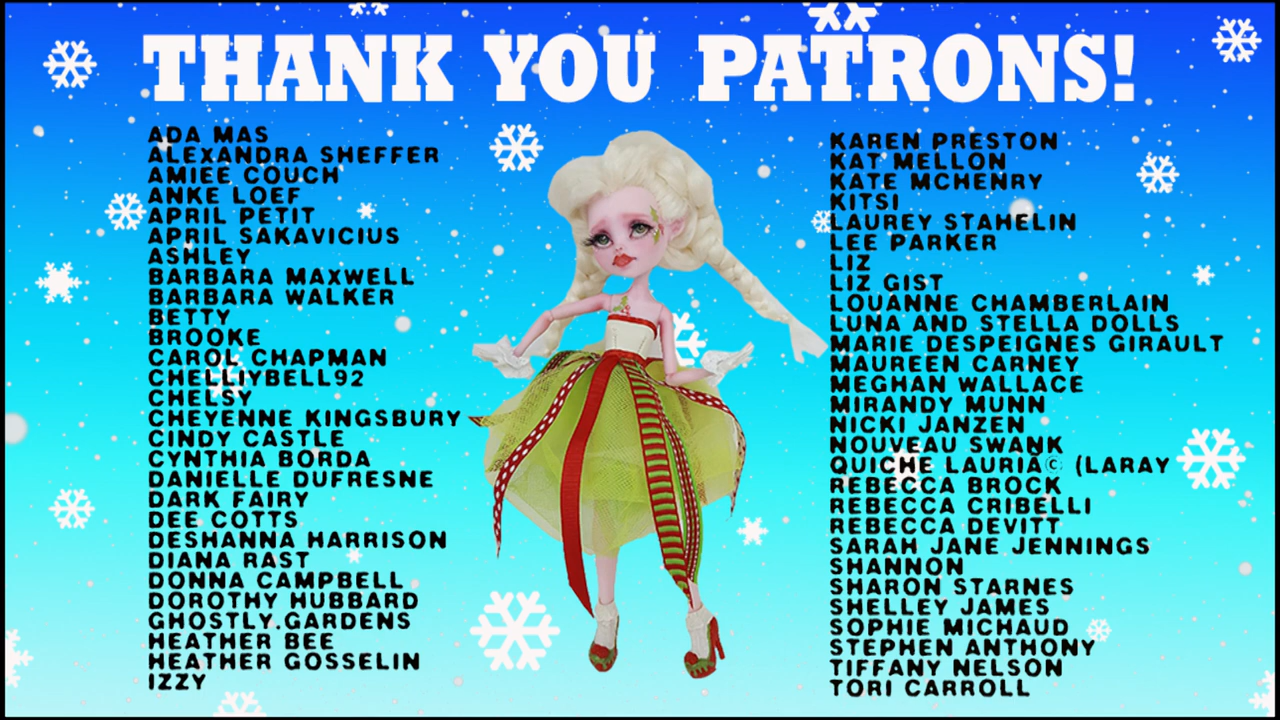 THANK YOU PATRONS!
ADA MAS
ALEXANDRA SHEFFER
AMIEE COUCH
ANKE LOEF
APRIL PETIT
APRIL SAKAVICIUS
ASHLEY
BARBARA MAXWELL
BARBARA WALKER
BETTY
BROOKE
CAROL CHAPMAN
CHELLIYBELL92
CHELSY
CHEYENNE KINGSBURY
CINDY CASTLE
CYNTHIA BORDA
DANIELLE DUFRESNE
DARK FAIRY
DEE COTTS
DESHANNA HARRISON
DIANA RAST
DONNA CAMPBELL
DOROTHY HUBBARD
GHOSTLY.GARDENS
HEATHER BEE
HEATHER GOSSELIN
IZZY
KAREN PRESTON
KAT MELLON
KATE MCHENRY
KITSI
LAUREY STAHELIN
LEE PARKER
LIZ
LIZ GIST
LOUANNE CHAMBERLAIN
LUNA AND STELLA DOLLS
MARIE DESPEIGNES GIRAULT
MAUREEN CARNEY
MEGHAN WALLACE
MIRANDY MUNN
NICKI JANZEN
NOUVEAU SWANK
QUICHE LAURIÃ© (LARAY
REBECCA BROCK
REBECCA CRIBELLI
REBECCA DEVITT
SARAH JANE JENNINGS
SHANNON
SHARON STARNES
SHELLEY JAMES
SOPHIE MICHAUD
STEPHEN ANTHONY
TIFFANY NELSON
TORI CARROLL